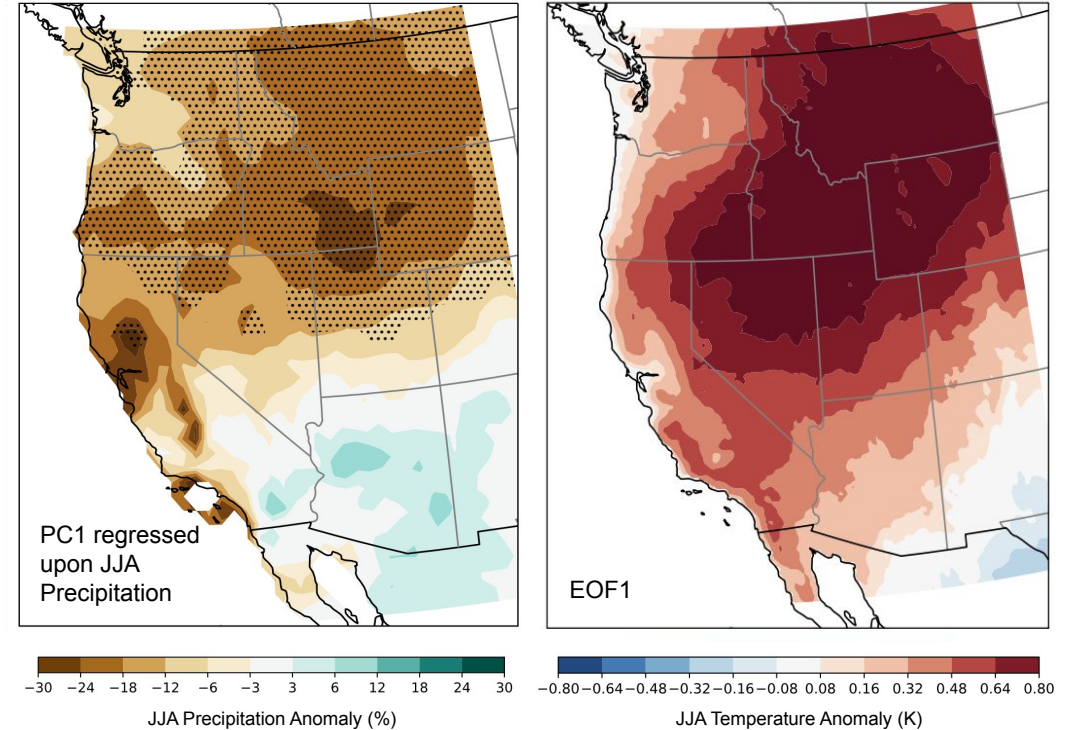 PC1 regressed
upon JJA
Precipitation
EOF1
−30 −24 −18 −12 −6 −3 3 6 12 18 24 30
JJA Precipitation Anomaly (%)
−0.80 −0.64 −0.48 −0.32 −0.16 −0.08 0.08 0.16 0.32 0.48 0.64 0.80
JJA Temperature Anomaly (K)